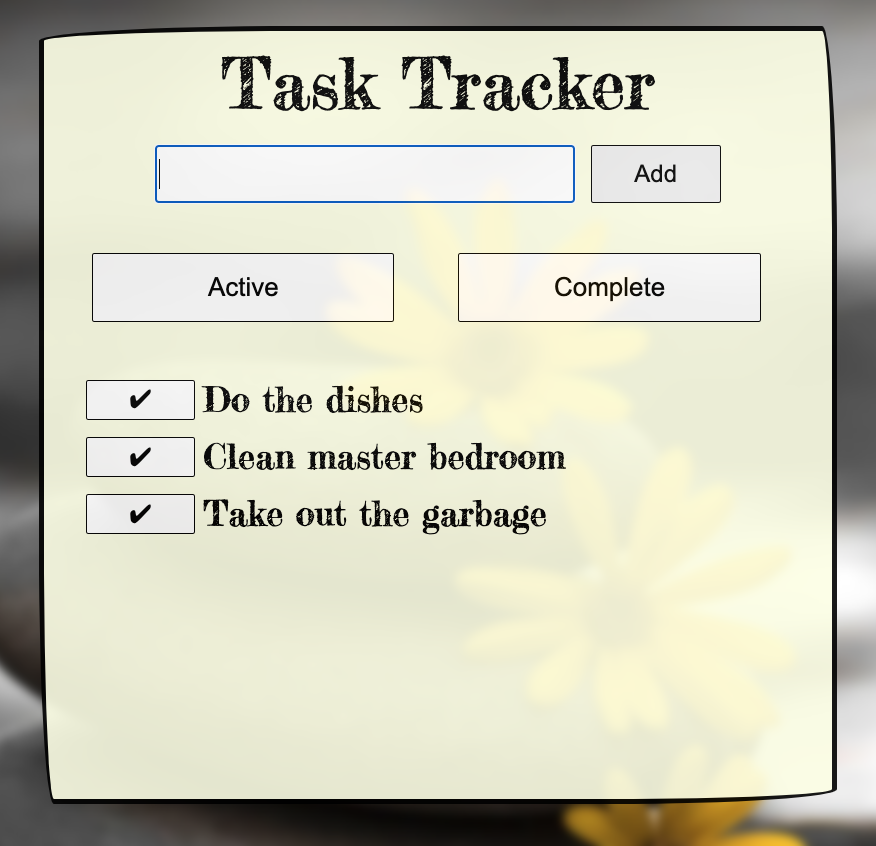 Task Tracker
Add
Active Complete
✔ Do the dishes
✔ Clean master bedroom
✔ Take out the garbage